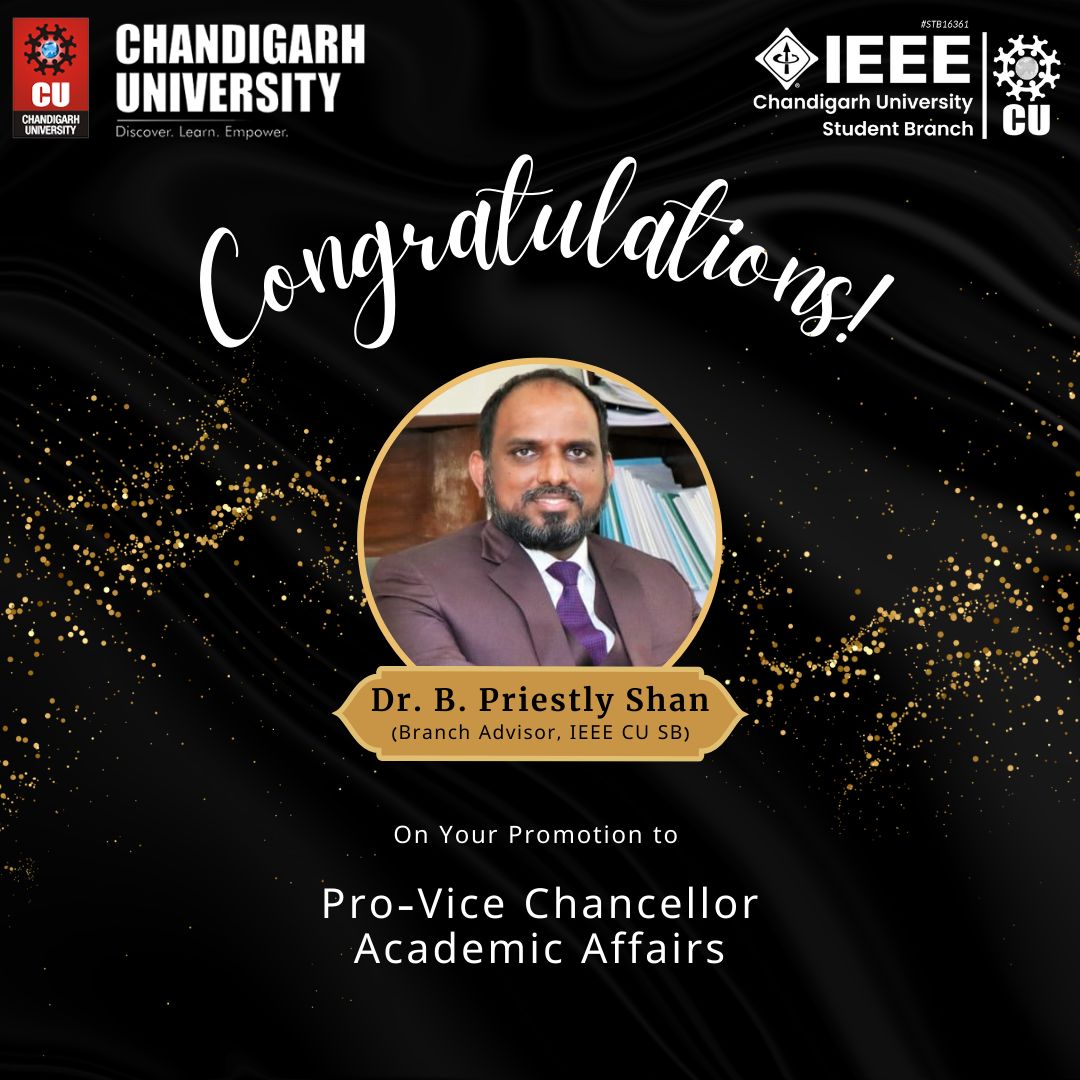 CHANDIGARH
UNIVERSITY
Discover. Learn. Empower.
CU
CHANDIGARH
UNIVERSITY
#STB16361
IEEE
Chandigarh University
Student Branch
CU
Congratulations!
Dr. B. Priestly Shan
(Branch Advisor, IEEE CU SB)
On Your Promotion to
Pro-Vice Chancellor
Academic Affairs